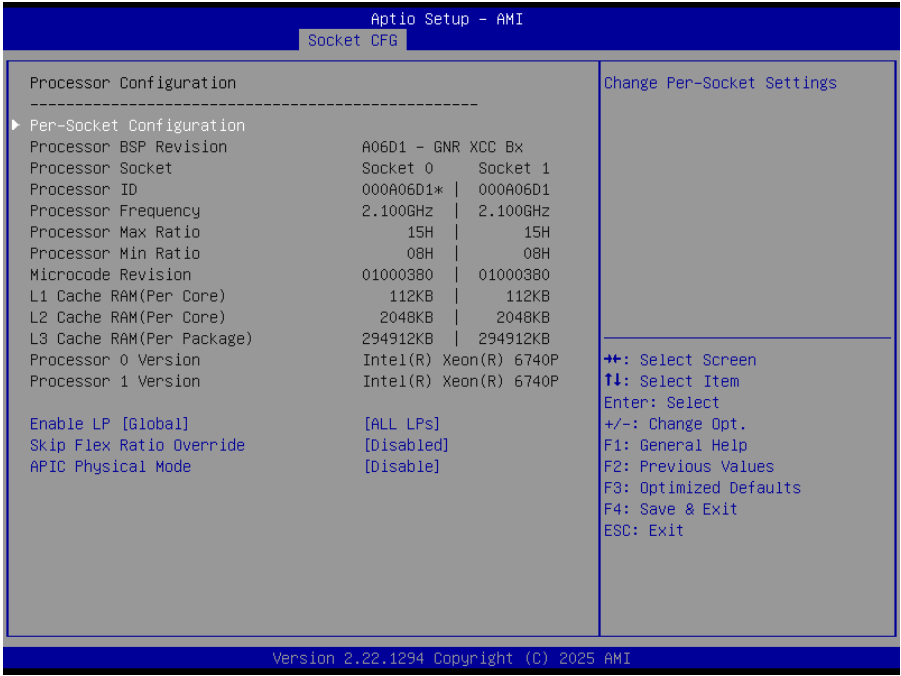 Aptio Setup – AMI
Socket CFG
Processor Configuration
--------------------------------------------------
Per-Socket Configuration
Processor BSP Revision A06D1 – GNR XCC Bx
Processor Socket Socket 0 Socket 1
Processor ID 000A06D1* | 000A06D1
Processor Frequency 2.100GHz | 2.100GHz
Processor Max Ratio 15H | 15H
Processor Min Ratio 08H | 08H
Microcode Revision 01000380 | 01000380
L1 Cache RAM(Per Core) 112KB | 112KB
L2 Cache RAM(Per Core) 2048KB | 2048KB
L3 Cache RAM(Per Package) 294912KB | 294912KB
Processor 0 Version Intel(R) Xeon(R) 6740P
Processor 1 Version Intel(R) Xeon(R) 6740P
Enable LP [Global] [ALL LPs]
Skip Flex Ratio Override [Disabled]
APIC Physical Mode [Disable]
Change Per-Socket Settings
→←: Select Screen
↑↓: Select Item
Enter: Select
+/-: Change Opt.
F1: General Help
F2: Previous Values
F3: Optimized Defaults
F4: Save & Exit
ESC: Exit
Version 2.22.1294 Copyright (C) 2025 AMI